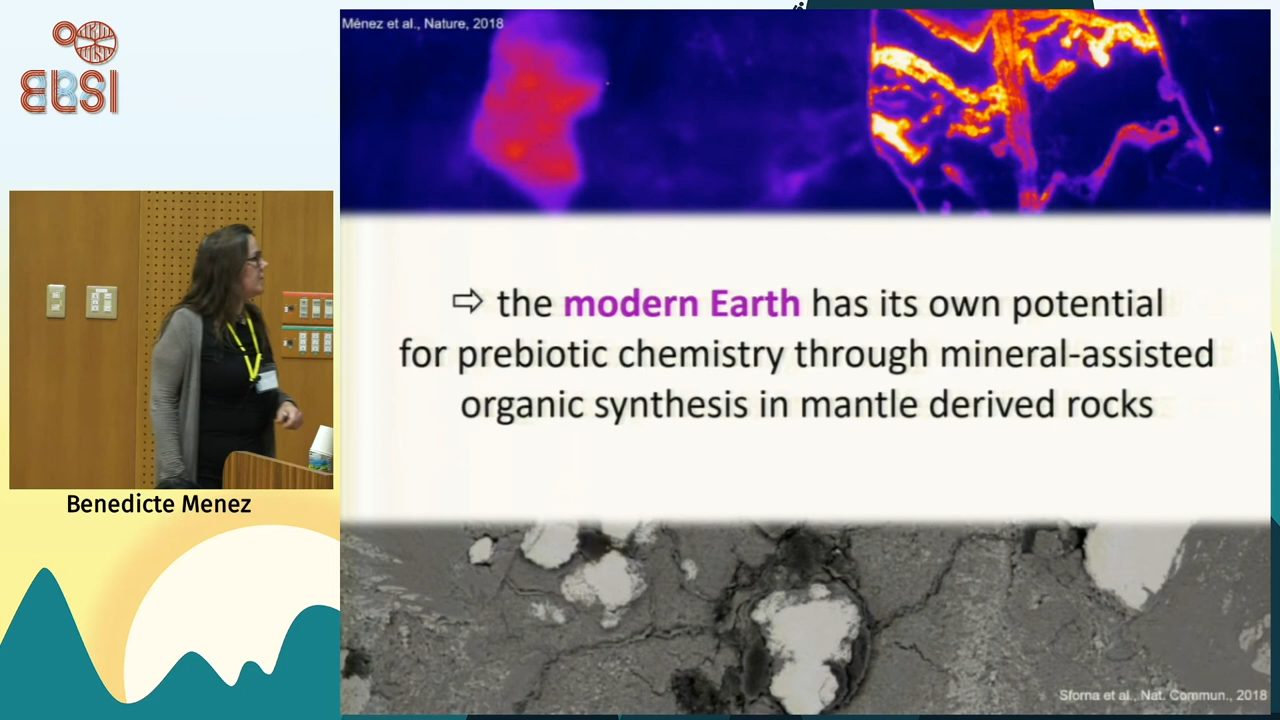 ELSI
Ménez et al., Nature, 2018
⇨ the modern Earth has its own potential
for prebiotic chemistry through mineral-assisted
organic synthesis in mantle derived rocks
Benedicte Menez
Sforna et al., Nat. Commun., 2018